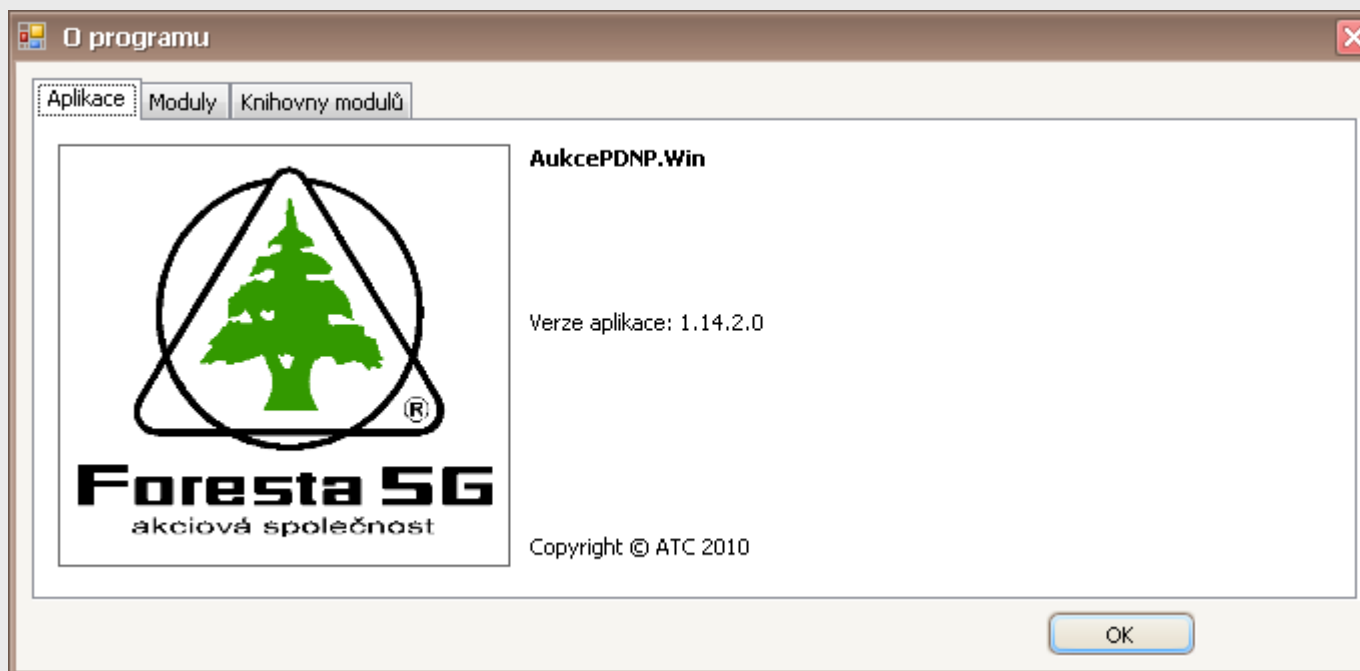 O programu
Aplikace Moduly Knihovny modulů
AukcePDNP.Win
Verze aplikace: 1.14.2.0
®
Foresta SG
akciová společnost
Copyright © ATC 2010
OK